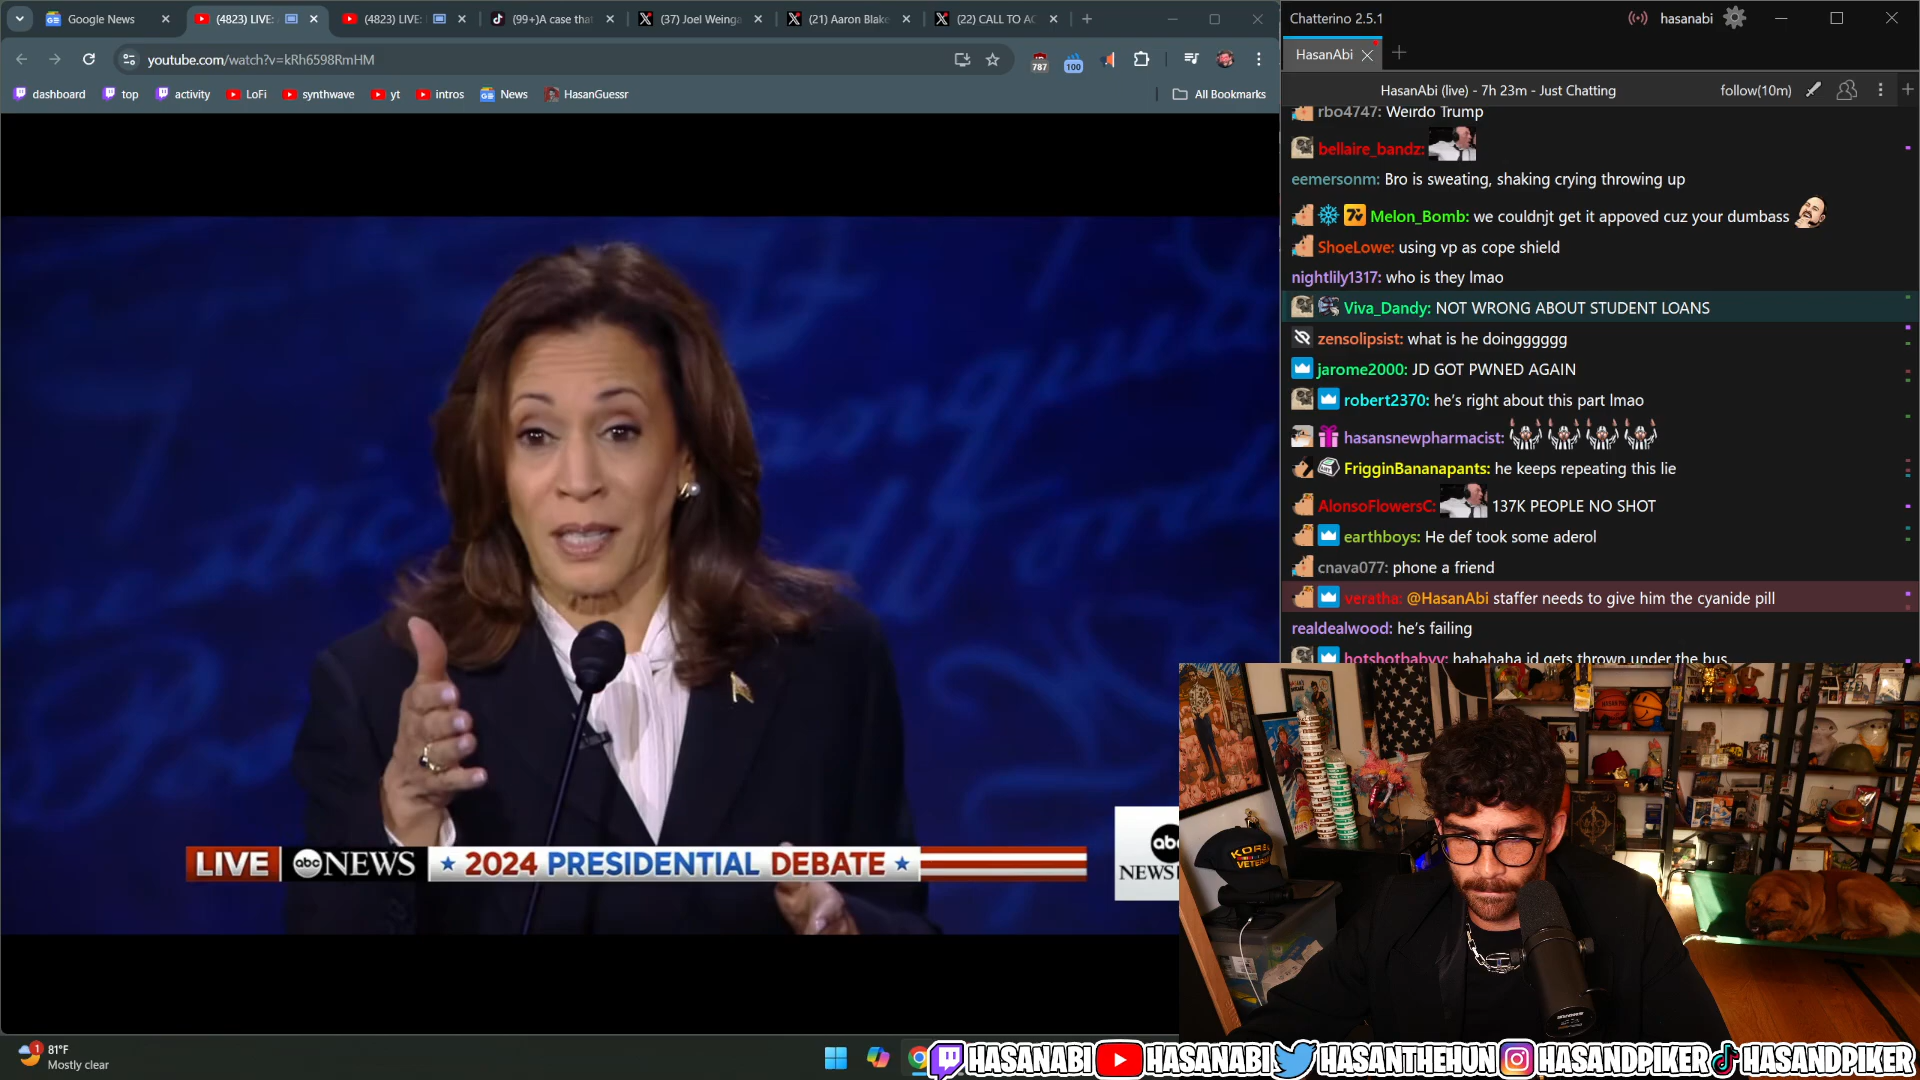 Google News
(4823) LIVE:
(4823) LIVE:
(99+)A case that
(37) Joel Weinga
(21) Aaron Blake
(22) CALL TO AC
youtube.com/watch?v=kRh6598RmHM
787
100
dashboard
top
activity
LoFi
synthwave
yt
intros
News
HasanGuessr
All Bookmarks
LIVE
abc NEWS
2024 PRESIDENTIAL DEBATE
NEWS
Chatterino 2.5.1
hasanabi
HasanAbi
HasanAbi (live) - 7h 23m - Just Chatting
follow(10m)
rbo4747: Weirdo Trump
bellaire_bandz:
eemersonm: Bro is sweating, shaking crying throwing up
Melon_Bomb: we couldnjt get it appoved cuz your dumbass
ShoeLowe: using vp as cope shield
nightlily1317: who is they lmao
Viva_Dandy: NOT WRONG ABOUT STUDENT LOANS
zensolipsist: what is he doingggggg
jarome2000: JD GOT PWNED AGAIN
robert2370: he's right about this part lmao
hasansnewpharmacist:
FrigginBananapants: he keeps repeating this lie
AlonsoFlowersC: 137K PEOPLE NO SHOT
earthboys: He def took some aderol
cnava077: phone a friend
veratha: @HasanAbi staffer needs to give him the cyanide pill
realdealwood: he's failing
hotshotbabyy: hahahaha jd gets thrown under the bus
KOREA
VETERAN
1
81°F
Mostly clear
HASANABI
HASANABI
HASANTHEHUN
HASANDPIKER
HASANDPIKER